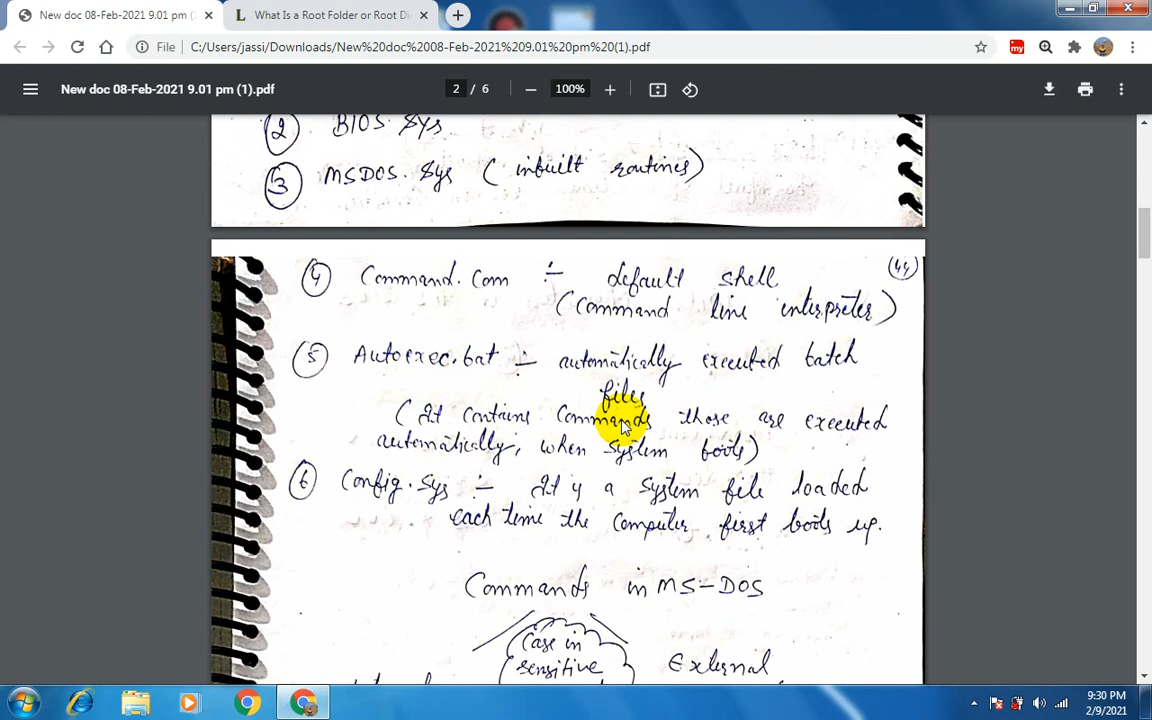 New doc 08-Feb-2021 9.01 pm
What Is a Root Folder or Root Di
File
C:/Users/jassi/Downloads/New%20doc%2008-Feb-2021%209.01%20pm%20(1).pdf
my
New doc 08-Feb-2021 9.01 pm (1).pdf
2 / 6
100%
(2) BIOS. Sys
(3) MSDOS. Sys ( inbuilt routines)
(44)
(4) Command. Com ÷ default shell
(Command line interpreter)
(5) Autoexec.bat ÷ automatically executed batch
files
( It contains Commands those are executed
automatically, when system boots)
(6) Config. Sys ÷ It is a system file loaded
each time the computer first boots up.
Commands in MS-DOS
Case in
sensitive
External
9:30 PM
2/9/2021